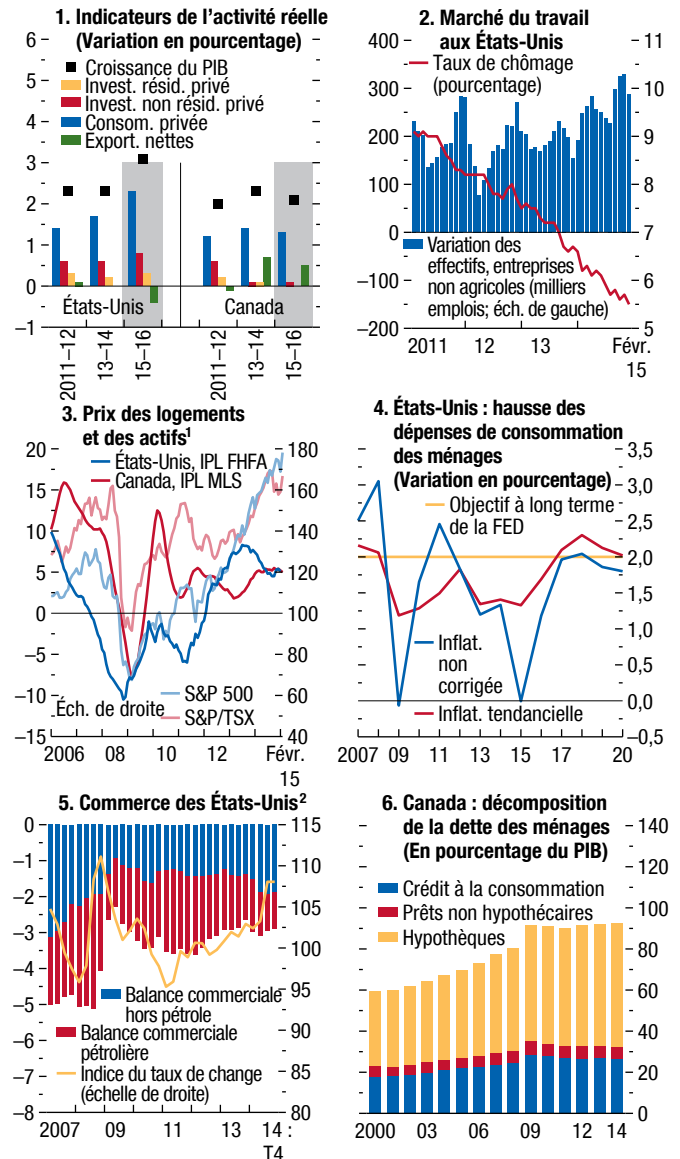 1. Indicateurs de l’activité réelle
(Variation en pourcentage)
6
5
4
3
2
1
0
–1
Croissance du PIB
Invest. résid. privé
Invest. non résid. privé
Consom. privée
Export. nettes
États-Unis
Canada
2011–12
13–14
15–16
2011–12
13–14
15–16
2. Marché du travail
aux États-Unis
400
300
200
100
0
–100
–200
11
10
9
8
7
6
5
Taux de chômage
(pourcentage)
Variation des
effectifs, entreprises
non agricoles (milliers
emplois; éch. de gauche)
2011
12
13
Févr.
15
3. Prix des logements
et des actifs1
20
15
10
5
0
–5
–10
–15
180
160
140
120
100
80
60
40
États-Unis, IPL FHFA
Canada, IPL MLS
Éch. de droite
S&P 500
S&P/TSX
2006
08
10
12
Févr.
15
4. États-Unis : hausse des
dépenses de consommation
des ménages
(Variation en pourcentage)
3,5
3,0
2,5
2,0
1,5
1,0
0,5
0,0
–0,5
Objectif à long terme
de la FED
Inflat.
non
corrigée
Inflat. tendancielle
2007
09
11
13
15
17
20
5. Commerce des États-Unis2
0
–1
–2
–3
–4
–5
–6
–7
–8
115
110
105
100
95
90
85
80
Balance commerciale
hors pétrole
Balance commerciale
pétrolière
Indice du taux de change
(échelle de droite)
2007
09
11
13
14 :
T4
6. Canada : décomposition
de la dette des ménages
(En pourcentage du PIB)
140
120
100
80
60
40
20
0
Crédit à la consommation
Prêts non hypothécaires
Hypothèques
2000
03
06
09
12
14